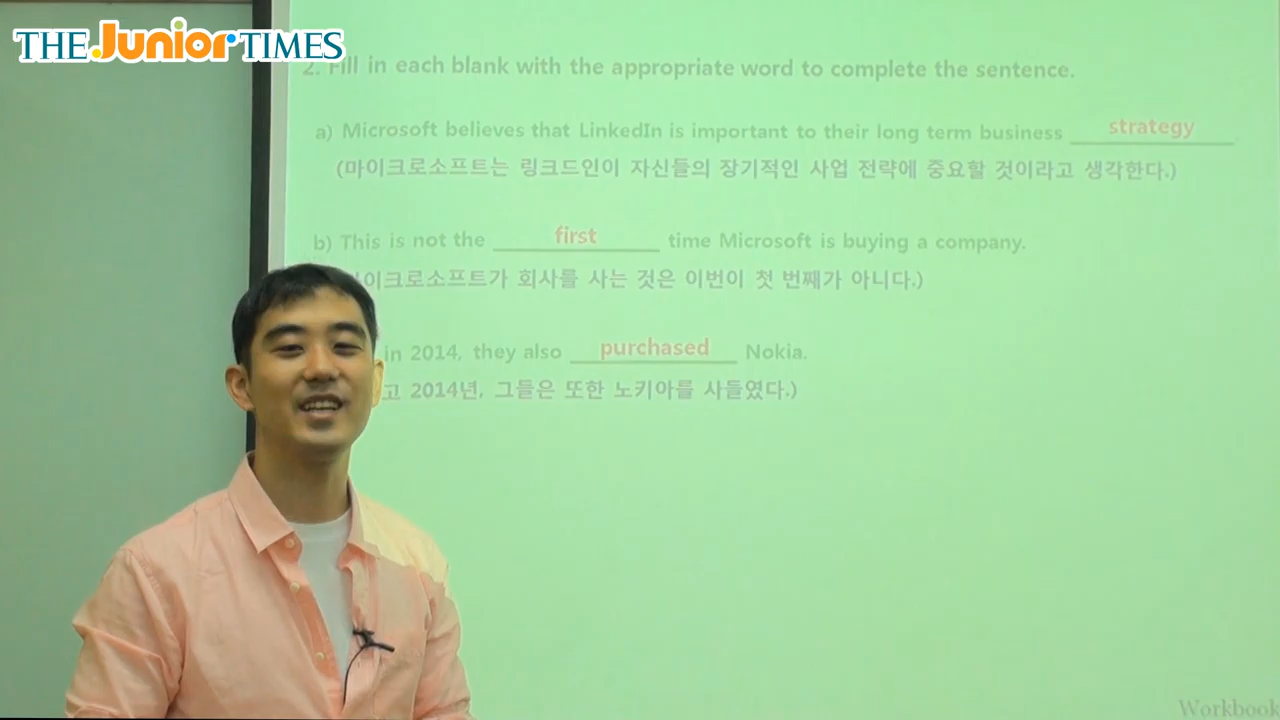 THE Junior TIMES
2. Fill in each blank with the appropriate word to complete the sentence.
a) Microsoft believes that LinkedIn is important to their long term business strategy.
(마이크로소프트는 링크드인이 자신들의 장기적인 사업 전략에 중요할 것이라고 생각한다.)
b) This is not the first time Microsoft is buying a company.
이크로소프트가 회사를 사는 것은 이번이 첫 번째가 아니다.)
in 2014, they also purchased Nokia.
고 2014년, 그들은 또한 노키아를 사들였다.)
Workbook